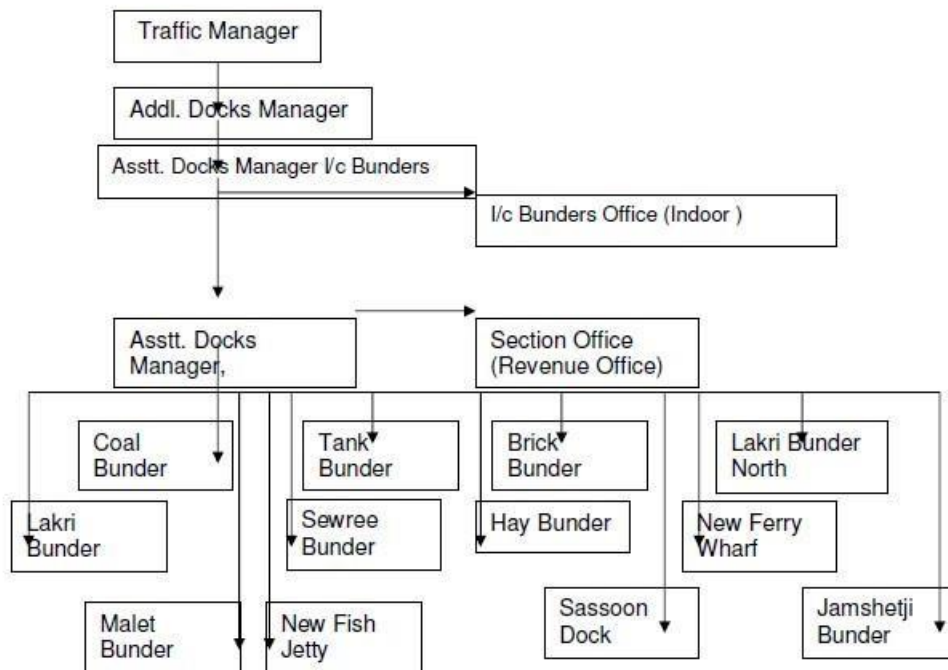 Traffic Manager
Addl. Docks Manager
Asstt. Docks Manager I/c Bunders
I/c Bunders Office (Indoor )
Asstt. Docks
Manager,
Section Office
(Revenue Office)
Coal
Bunder
Tank
Bunder
Brick
Bunder
Lakri Bunder
North
Lakri
Bunder
Sewree
Bunder
Hay Bunder
New Ferry
Wharf
Malet
Bunder
New Fish
Jetty
Sassoon
Dock
Jamshetji
Bunder